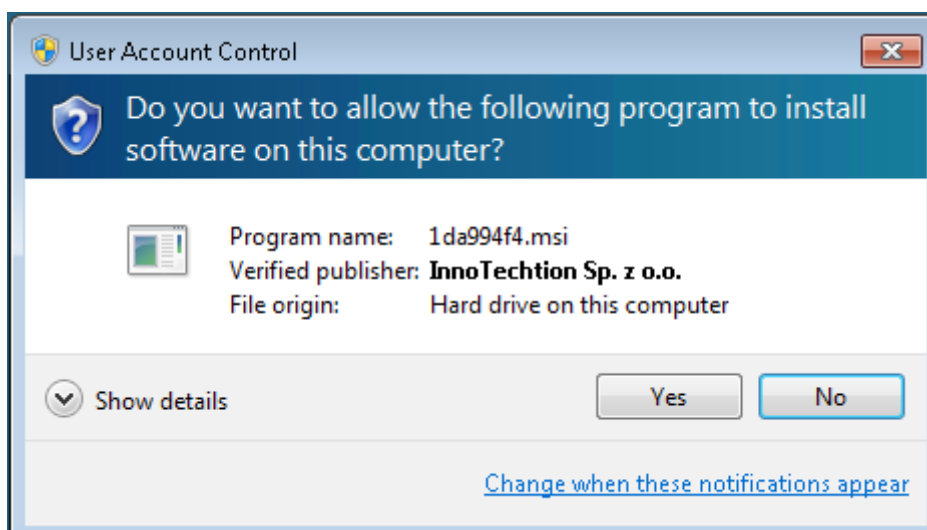 User Account Control
Do you want to allow the following program to install
software on this computer?
Program name: 1da994f4.msi
Verified publisher: InnoTechtion Sp. z o.o.
File origin: Hard drive on this computer
Show details
Yes
No
Change when these notifications appear